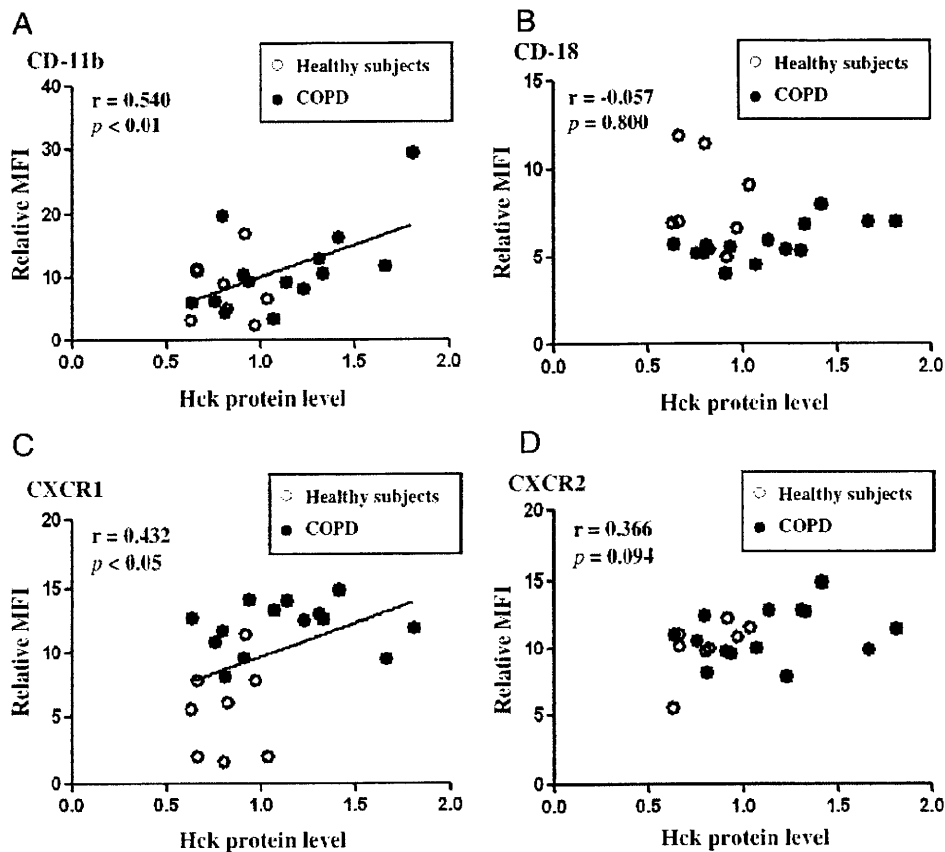 A
CD-11b
Healthy subjects
COPD
r = 0.540
p < 0.01
40
30
20
10
0
Relative MFI
0.0 0.5 1.0 1.5 2.0
Hck protein level
B
CD-18
Healthy subjects
COPD
r = -0.057
p = 0.800
15
10
5
0
Relative MFI
0.0 0.5 1.0 1.5 2.0
Hck protein level
C
CXCR1
Healthy subjects
COPD
r = 0.432
p < 0.05
20
15
10
5
0
Relative MFI
0.0 0.5 1.0 1.5 2.0
Hck protein level
D
CXCR2
Healthy subjects
COPD
r = 0.366
p = 0.094
20
15
10
5
0
Relative MFI
0.0 0.5 1.0 1.5 2.0
Hck protein level